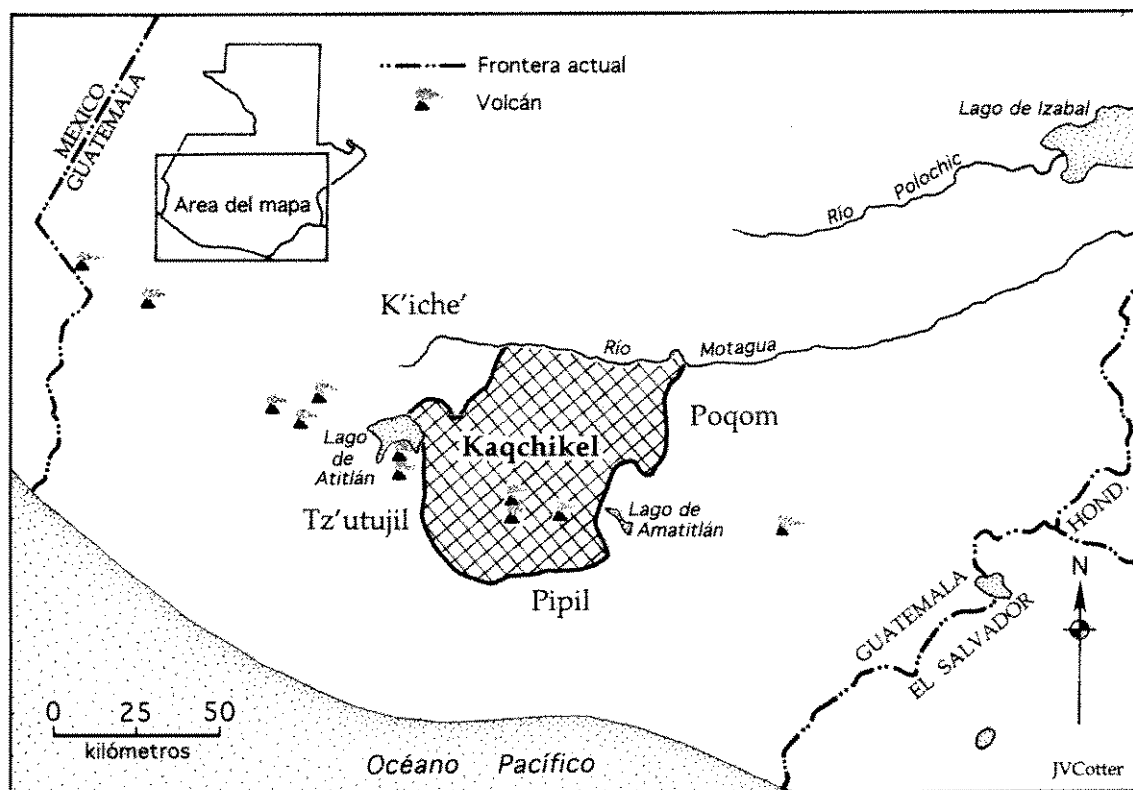 Frontera actual
Volcán
MEXICO
GUATEMALA
Area del mapa
Lago de Izabal
Río Polochic
K'iche'
Río Motagua
Poqom
Kaqchikel
Lago
de
Atitlán
Tz'utujil
Lago de
Amatitlán
Pipil
HOND.
GUATEMALA
EL SALVADOR
N
0 25 50
kilómetros
Océano Pacífico
JVCotter